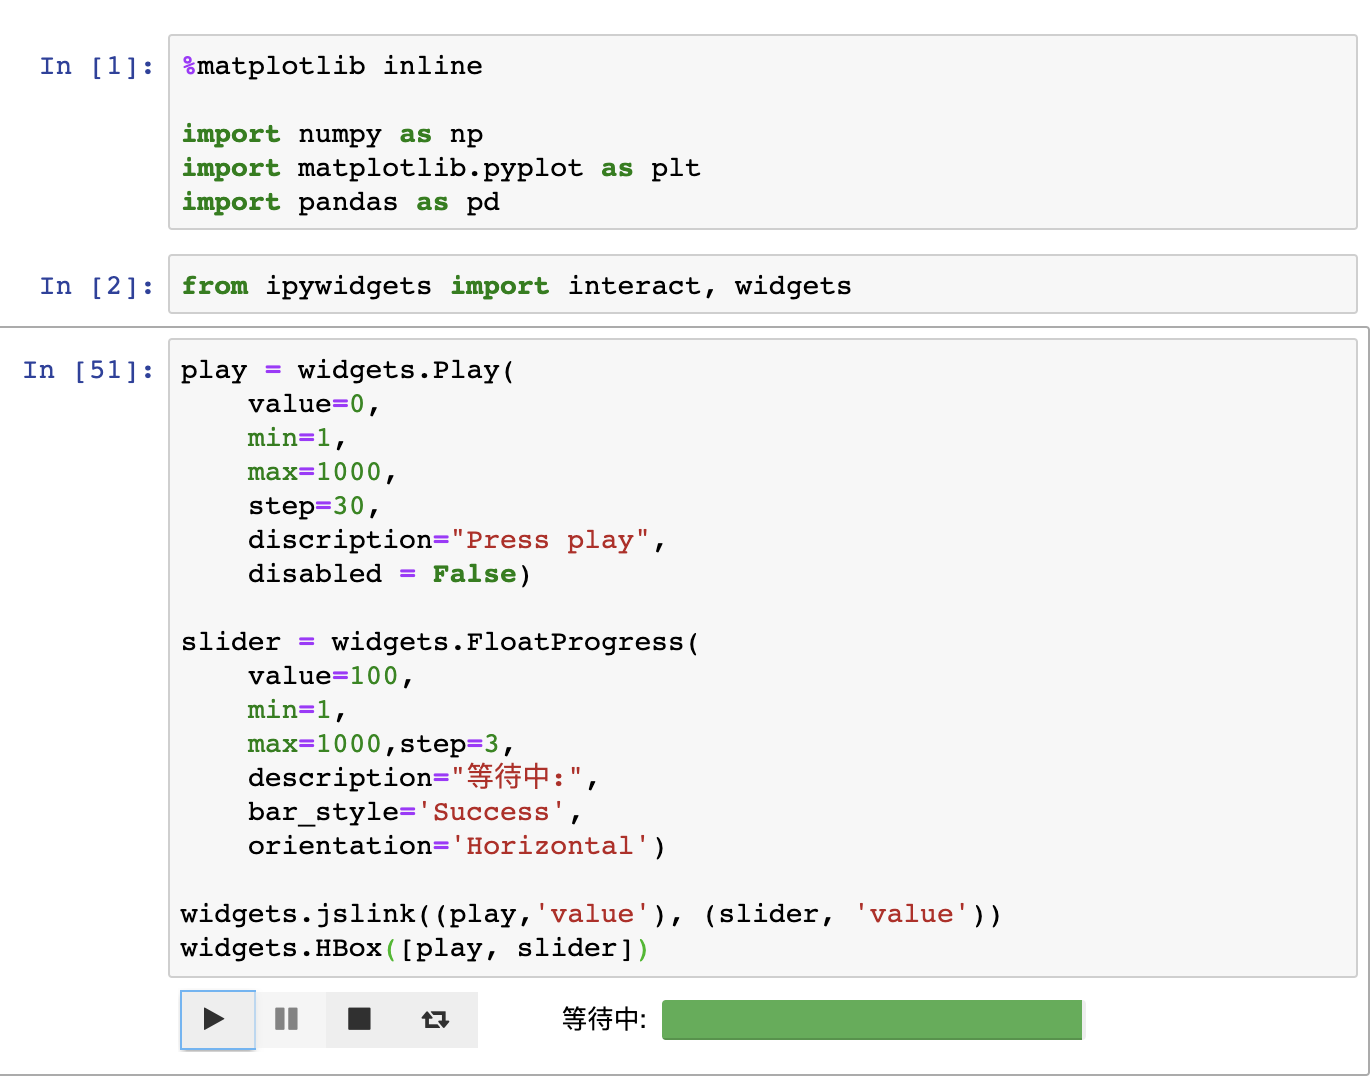 In [1]: %matplotlib inline
import numpy as np
import matplotlib.pyplot as plt
import pandas as pd
In [2]: from ipywidgets import interact, widgets
In [51]: play = widgets.Play(
value=0,
min=1,
max=1000,
step=30,
discription="Press play",
disabled = False)
slider = widgets.FloatProgress(
value=100,
min=1,
max=1000,step=3,
description="等待中:",
bar_style='Success',
orientation='Horizontal')
widgets.jslink((play,'value'), (slider, 'value'))
widgets.HBox([play, slider])
等待中: